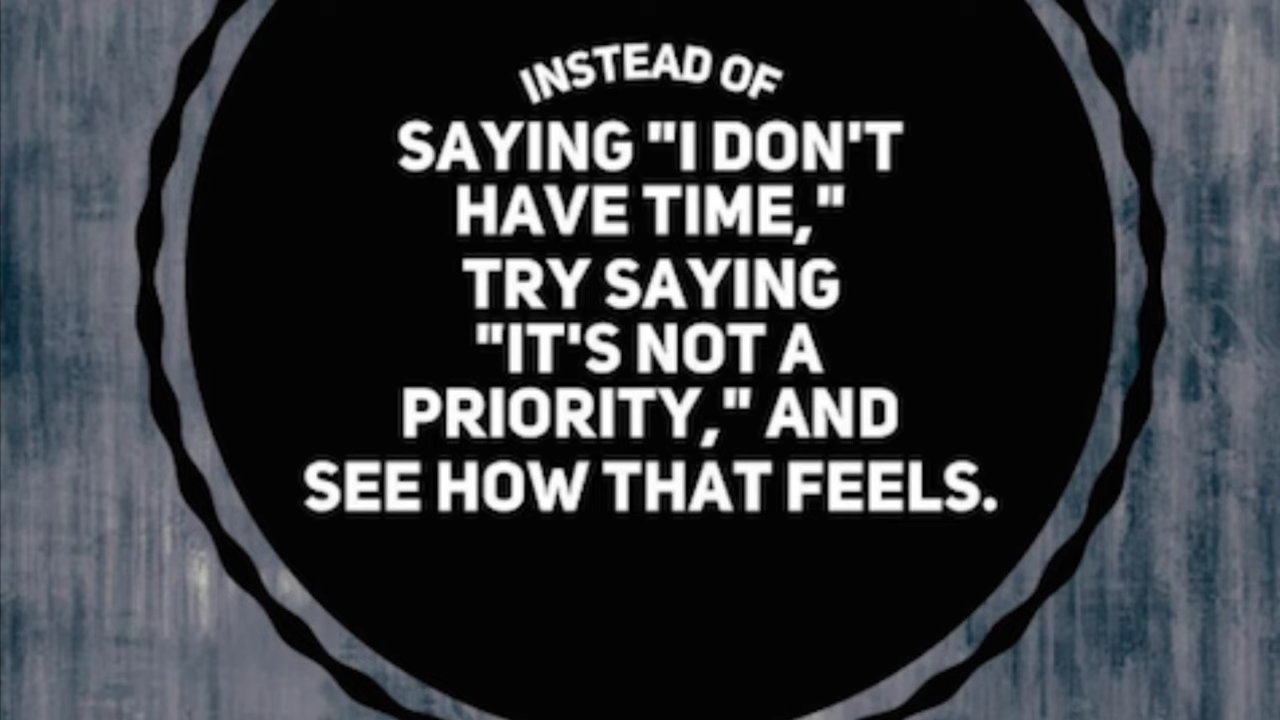 INSTEAD OF
SAYING "I DON'T
HAVE TIME,"
TRY SAYING
"IT'S NOT A
PRIORITY," AND
SEE HOW THAT FEELS.